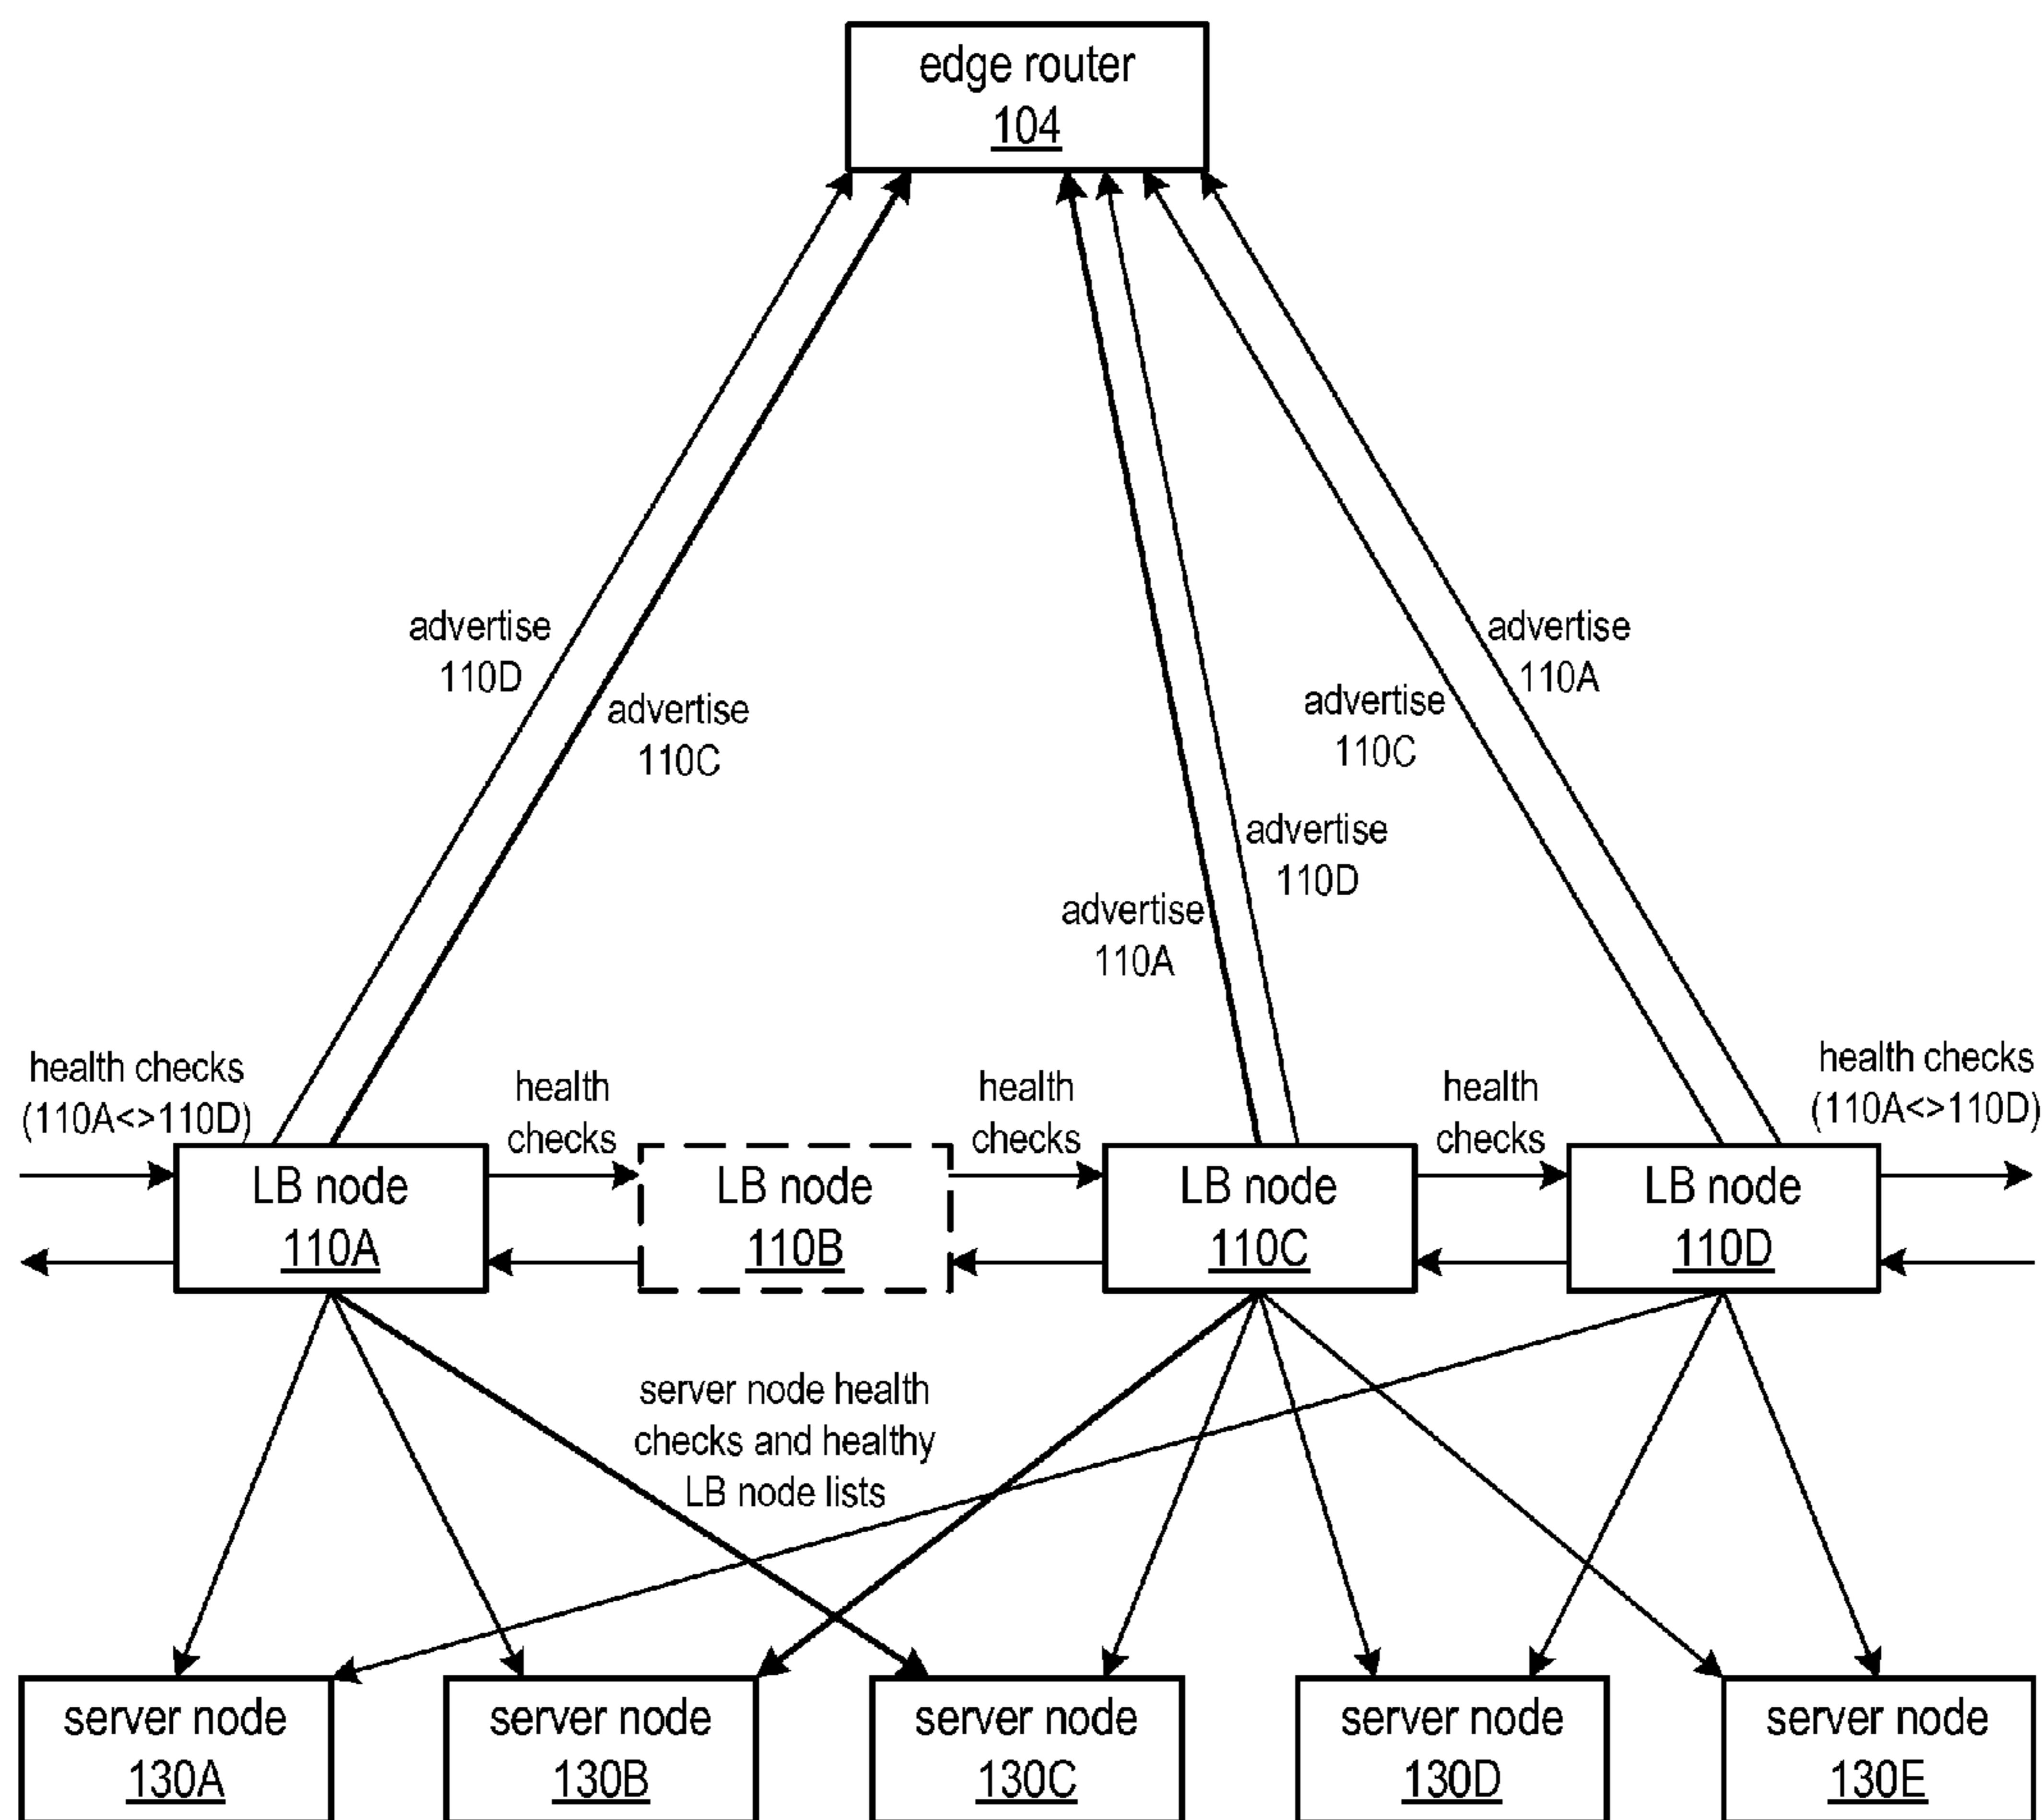 edge router
104
advertise
110D
advertise
110C
advertise
110A
advertise
110C
advertise
110D
advertise
110A
health checks
(110A<>110D)
health
checks
health
checks
health
checks
health checks
(110A<>110D)
LB node
110A
LB node
110B
LB node
110C
LB node
110D
server node health
checks and healthy
LB node lists
server node
130A
server node
130B
server node
130C
server node
130D
server node
130E